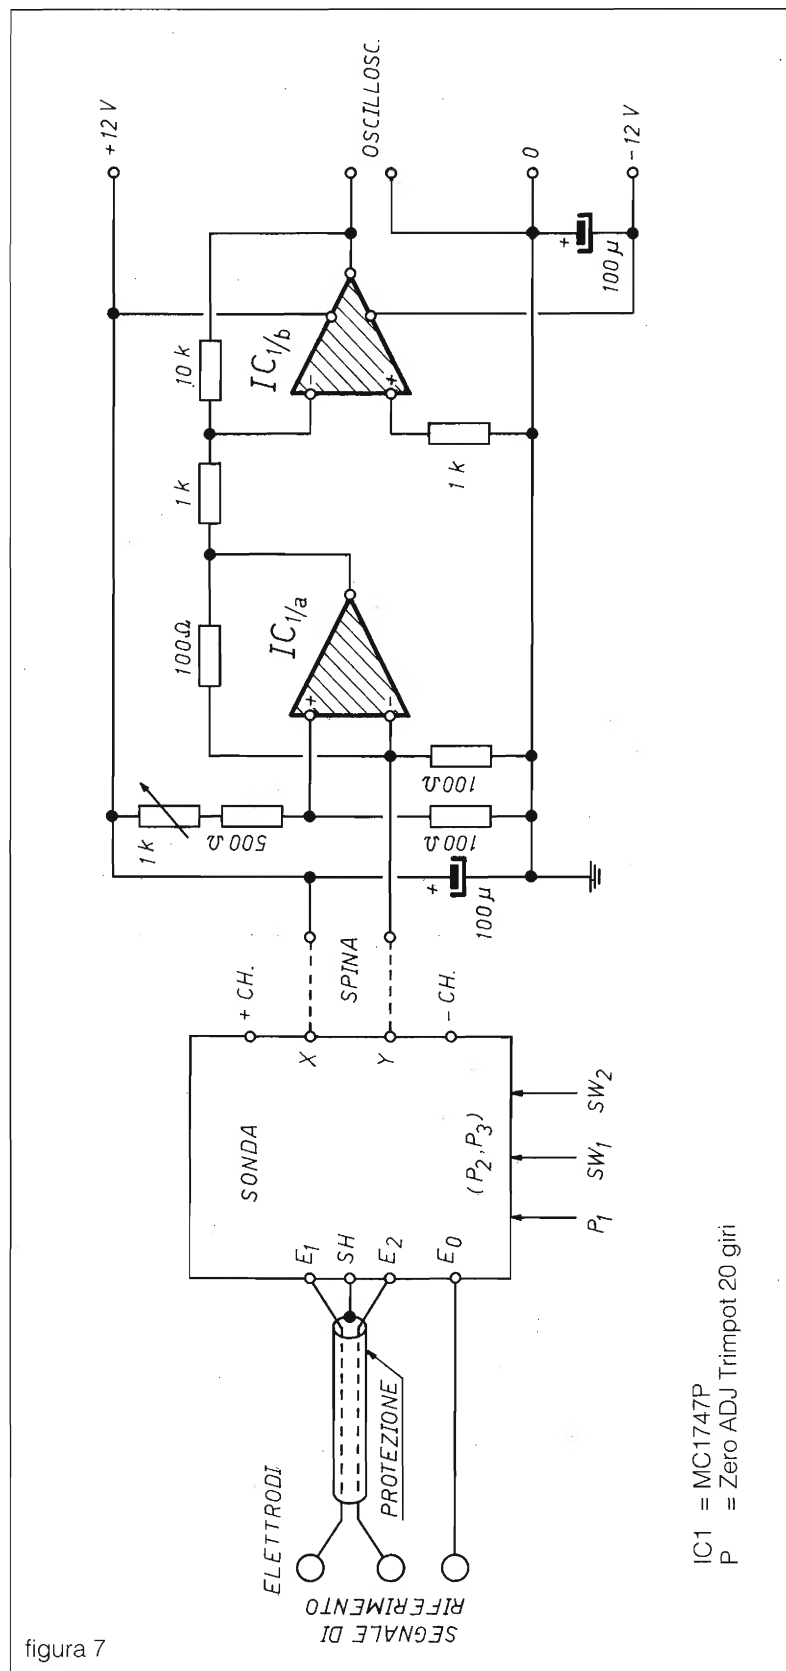 +12 V
OSCILLOSC.
0
-12 V
10 k
IC1/b
-
+
1 k
1 k
+
100 µ
100Ω
IC1/a
+
-
1 k
500 Ω
100Ω
100 Ω
+
100 µ
SPINA
+ CH.
X
Y
- CH.
SONDA
(P2, P3)
E1
SH
E2
E0
P1
SW1
SW2
ELETTRODI
PROTEZIONE
SEGNALE DI
RIFERIMENTO
IC1 = MC1747P
P = Zero ADJ Trimpot 20 giri
figura 7